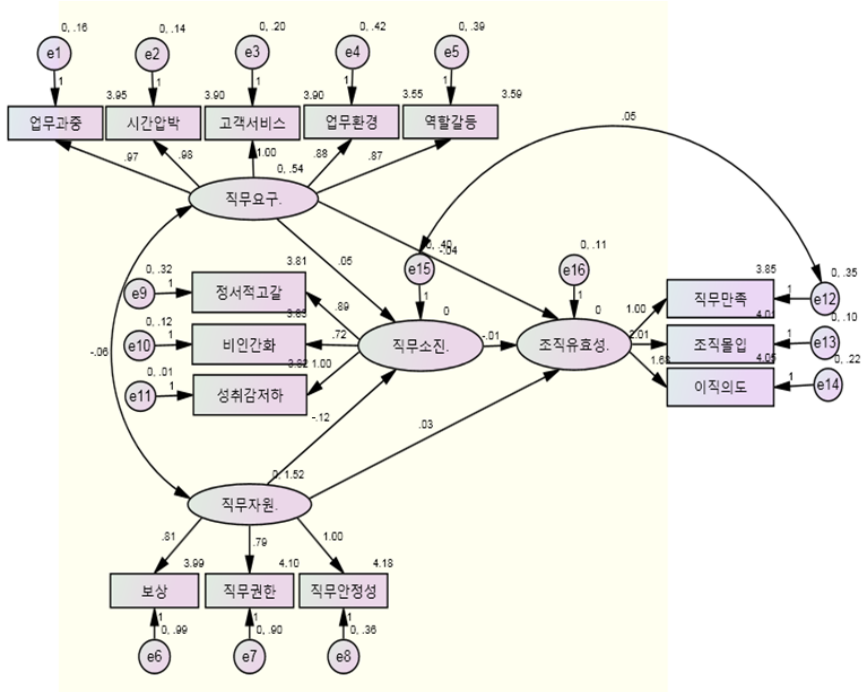 0, .16
0, .14
0, .20
0, .42
0, .39
e1
e2
e3
e4
e5
1
1
1
1
1
3.95
3.90
3.90
3.55
3.59
업무과중
시간압박
고객서비스
업무환경
역할갈등
.05
.97
.98
1.00
.88
.87
0, .54
직무요구.
0, .40
-.04
0, .11
e15
e16
.05
1
1
0
0
0, .32
e9
1
3.81
정서적고갈
.89
0, .12
e10
1
비인간화
.72
0, .01
e11
1
1.00
성취감저하
직무소진.
-.01
조직유효성.
1.00
2.01
3.85
직무만족
1
0, .35
e12
조직몰입
1
0, .10
e13
4.05
이직의도
1
0, .22
e14
-.06
-.12
.03
0, 1.52
직무자원.
.81
.79
1.00
3.99
4.10
4.18
보상
직무권한
직무안정성
1
1
1
0, .99
0, .90
0, .36
e6
e7
e8